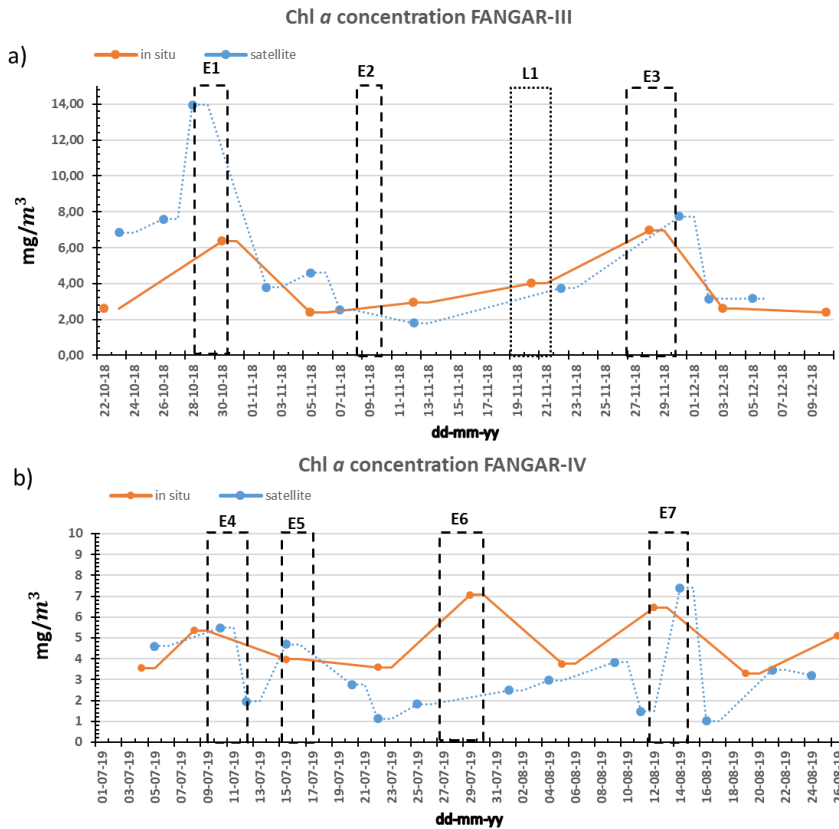 Chl a concentration FANGAR-III
a)
in situ satellite
E1 E2 L1 E3
14,00
12,00
10,00
8,00
6,00
4,00
2,00
0,00
mg/m³
22-10-18 24-10-18 26-10-18 28-10-18 30-10-18 01-11-18 03-11-18 05-11-18 07-11-18 09-11-18 11-11-18 13-11-18 15-11-18 17-11-18 19-11-18 21-11-18 23-11-18 25-11-18 27-11-18 29-11-18 01-12-18 03-12-18 05-12-18 07-12-18 09-12-18
dd-mm-yy
Chl a concentration FANGAR-IV
b)
in situ satellite
E4 E5 E6 E7
10
9
8
7
6
5
4
3
2
1
0
mg/m³
01-07-19 03-07-19 05-07-19 07-07-19 09-07-19 11-07-19 13-07-19 15-07-19 17-07-19 19-07-19 21-07-19 23-07-19 25-07-19 27-07-19 29-07-19 31-07-19 02-08-19 04-08-19 06-08-19 08-08-19 10-08-19 12-08-19 14-08-19 16-08-19 18-08-19 20-08-19 22-08-19 24-08-19 26-08-19
dd-mm-yy